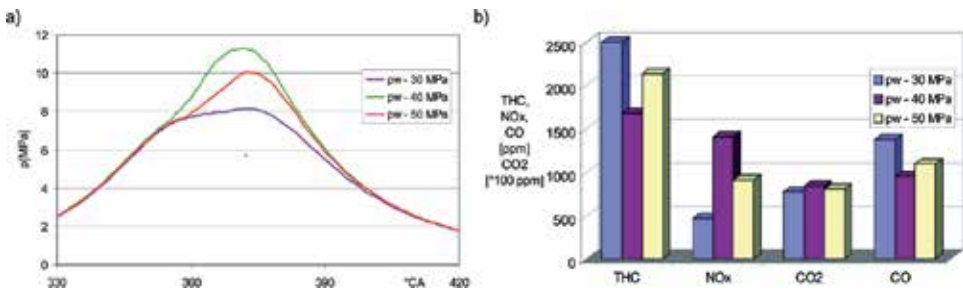 a)
12
10
8
6
4
2
0
p[MPa]
pw - 30 MPa
pw - 40 MPa
pw - 50 MPa
330
360
390
°CA
420
b)
2500
2000
1500
1000
500
0
THC,
NOx,
CO
[ppm]
CO2
[*100 ppm]
pw - 30 MPa
pw - 40 MPa
pw - 50 MPa
THC
NOx
CO2
CO